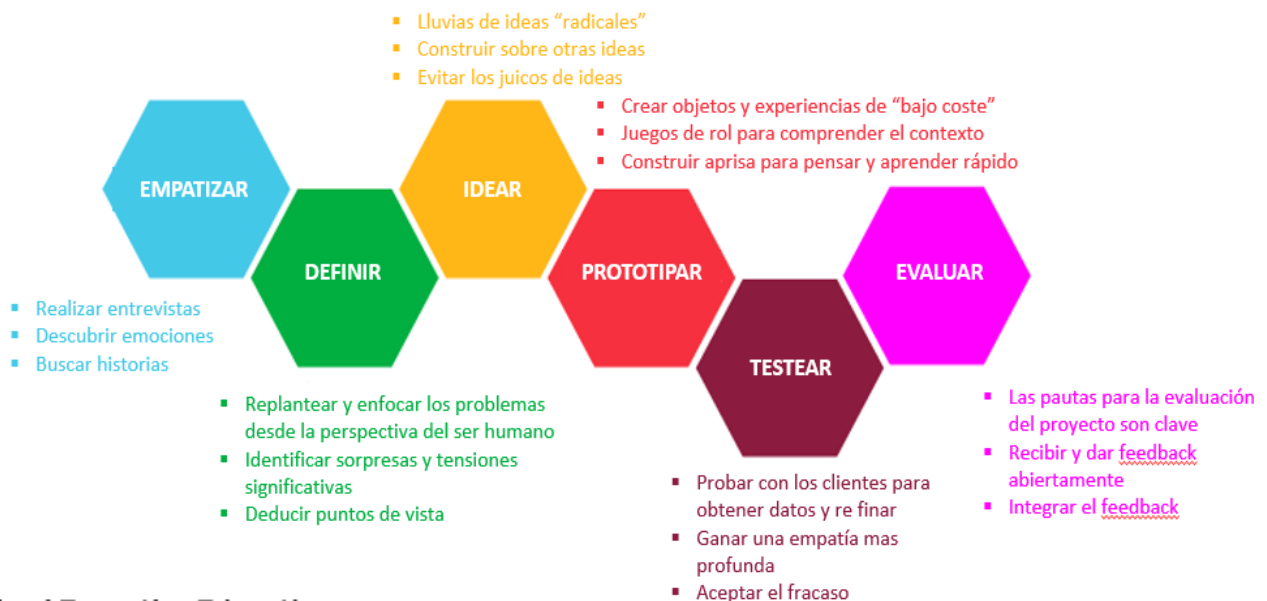 ▪ Lluvias de ideas “radicales”
▪ Construir sobre otras ideas
▪ Evitar los juicos de ideas
▪ Crear objetos y experiencias de “bajo coste”
▪ Juegos de rol para comprender el contexto
▪ Construir aprisa para pensar y aprender rápido
EMPATIZAR
IDEAR
DEFINIR
PROTOTIPAR
EVALUAR
TESTEAR
▪ Realizar entrevistas
▪ Descubrir emociones
▪ Buscar historias
▪ Replantear y enfocar los problemas
desde la perspectiva del ser humano
▪ Identificar sorpresas y tensiones
significativas
▪ Deducir puntos de vista
▪ Las pautas para la evaluación
del proyecto son clave
▪ Recibir y dar feedback
abiertamente
▪ Integrar el feedback
▪ Probar con los clientes para
obtener datos y re finar
▪ Ganar una empatía mas
profunda
▪ Aceptar el fracaso